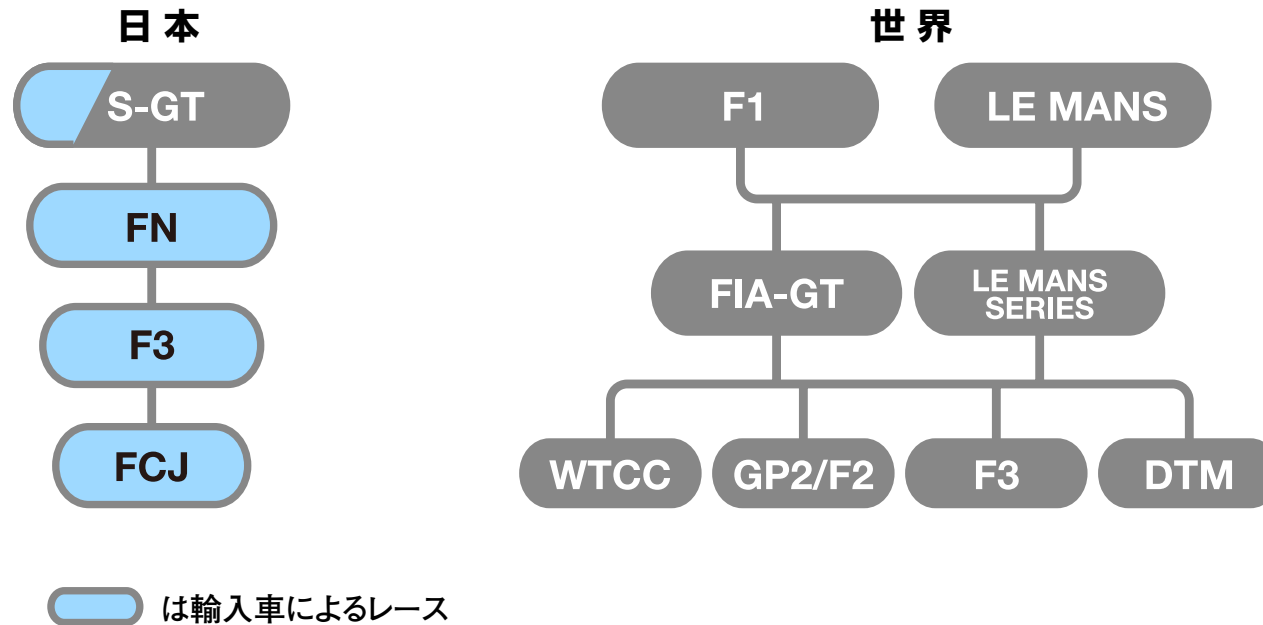 日本
S-GT
FN
F3
FCJ
世界
F1
LE MANS
FIA-GT
LE MANS
SERIES
WTCC
GP2/F2
F3
DTM
は輸入車によるレース